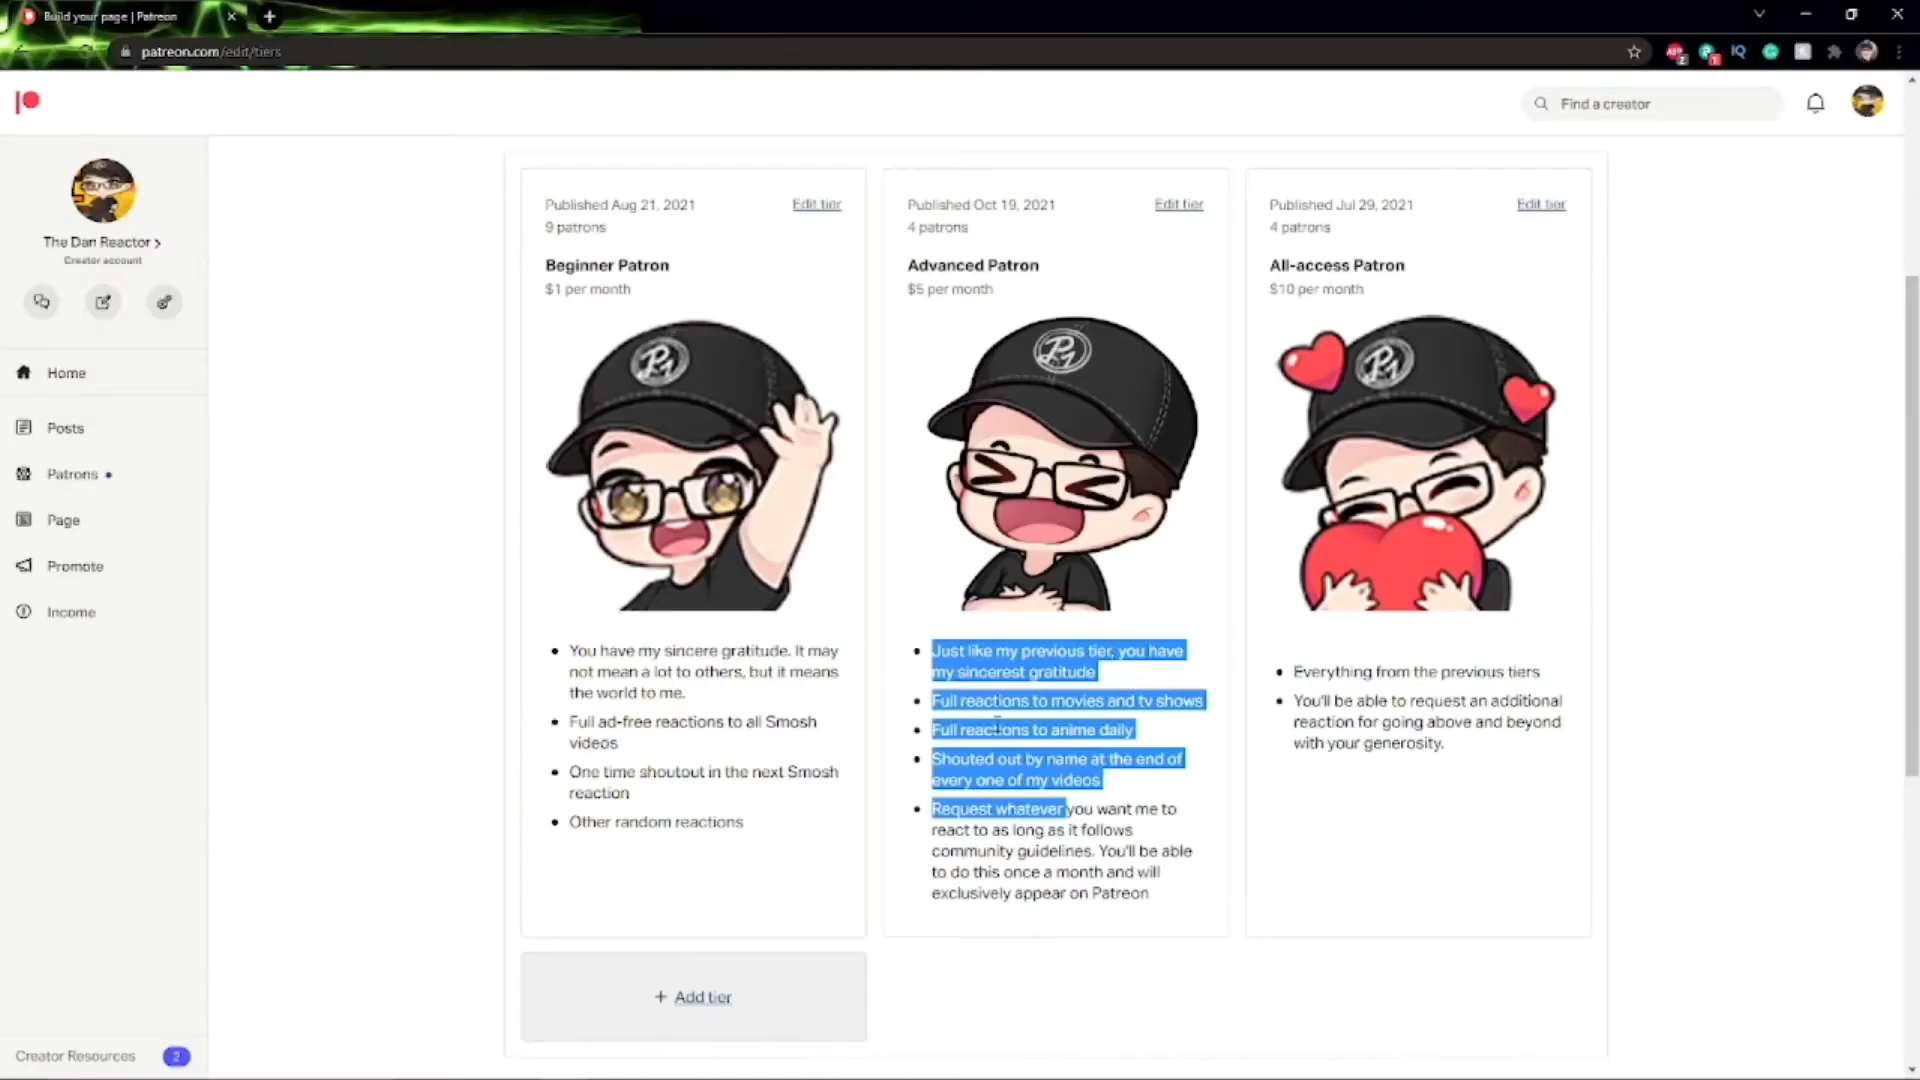 Build your page | Patreon
patreon.com/edit/tiers
2
1
IQ
Find a creator
The Dan Reactor
Creator account
Home
Posts
Patrons
Page
Promote
Income
Creator Resources
2
Published Aug 21, 2021
Edit tier
9 patrons
Beginner Patron
$1 per month
You have my sincere gratitude. It may
not mean a lot to others, but it means
the world to me.
Full ad-free reactions to all Smosh
videos
One time shoutout in the next Smosh
reaction
Other random reactions
Published Oct 19, 2021
Edit tier
4 patrons
Advanced Patron
$5 per month
Just like my previous tier, you have
my sincerest gratitude
Full reactions to movies and tv shows
Full reactions to anime daily
Shouted out by name at the end of
every one of my videos
Request whatever you want me to
react to as long as it follows
community guidelines. You'll be able
to do this once a month and will
exclusively appear on Patreon
Published Jul 29, 2021
Edit tier
4 patrons
All-access Patron
$10 per month
Everything from the previous tiers
You'll be able to request an additional
reaction for going above and beyond
with your generosity.
+ Add tier